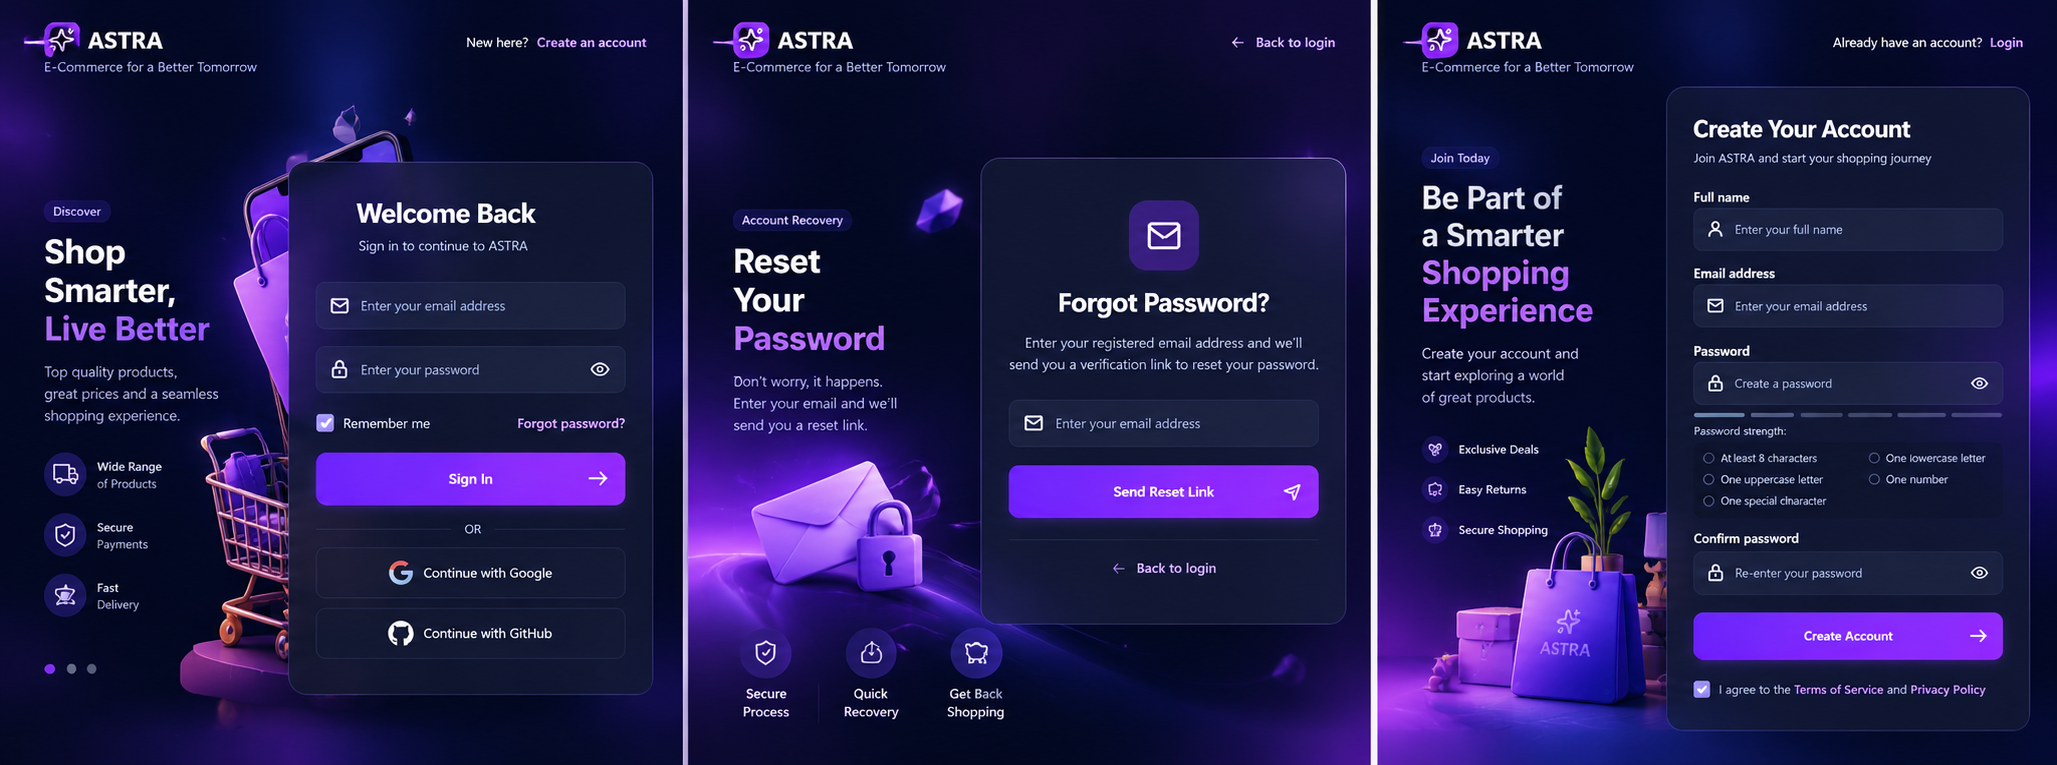 ASTRA
E-Commerce for a Better Tomorrow
New here? Create an account
Discover
Shop
Smarter,
Live Better
Top quality products,
great prices and a seamless
shopping experience.
Wide Range
of Products
Secure
Payments
Fast
Delivery
Welcome Back
Sign in to continue to ASTRA
Enter your email address
Enter your password
Remember me
Forgot password?
Sign In
OR
Continue with Google
Continue with GitHub
ASTRA
E-Commerce for a Better Tomorrow
Back to login
Account Recovery
Reset
Your
Password
Don't worry, it happens.
Enter your email and we'll
send you a reset link.
Secure
Process
Quick
Recovery
Get Back
Shopping
Forgot Password?
Enter your registered email address and we'll
send you a verification link to reset your password.
Enter your email address
Send Reset Link
Back to login
ASTRA
E-Commerce for a Better Tomorrow
Already have an account? Login
Join Today
Be Part of
a Smarter
Shopping
Experience
Create your account and
start exploring a world
of great products.
Exclusive Deals
Easy Returns
Secure Shopping
ASTRA
Create Your Account
Join ASTRA and start your shopping journey
Full name
Enter your full name
Email address
Enter your email address
Password
Create a password
Password strength:
At least 8 characters
One lowercase letter
One uppercase letter
One number
One special character
Confirm password
Re-enter your password
Create Account
I agree to the Terms of Service and Privacy Policy